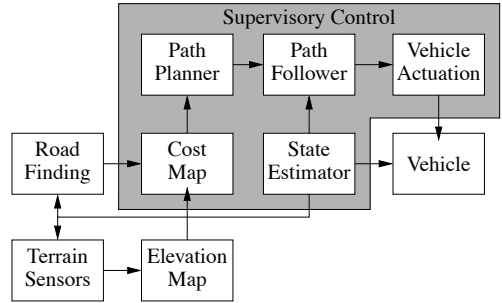 Supervisory Control
Path
Planner
Path
Follower
Vehicle
Actuation
Road
Finding
Cost
Map
State
Estimator
Vehicle
Terrain
Sensors
Elevation
Map